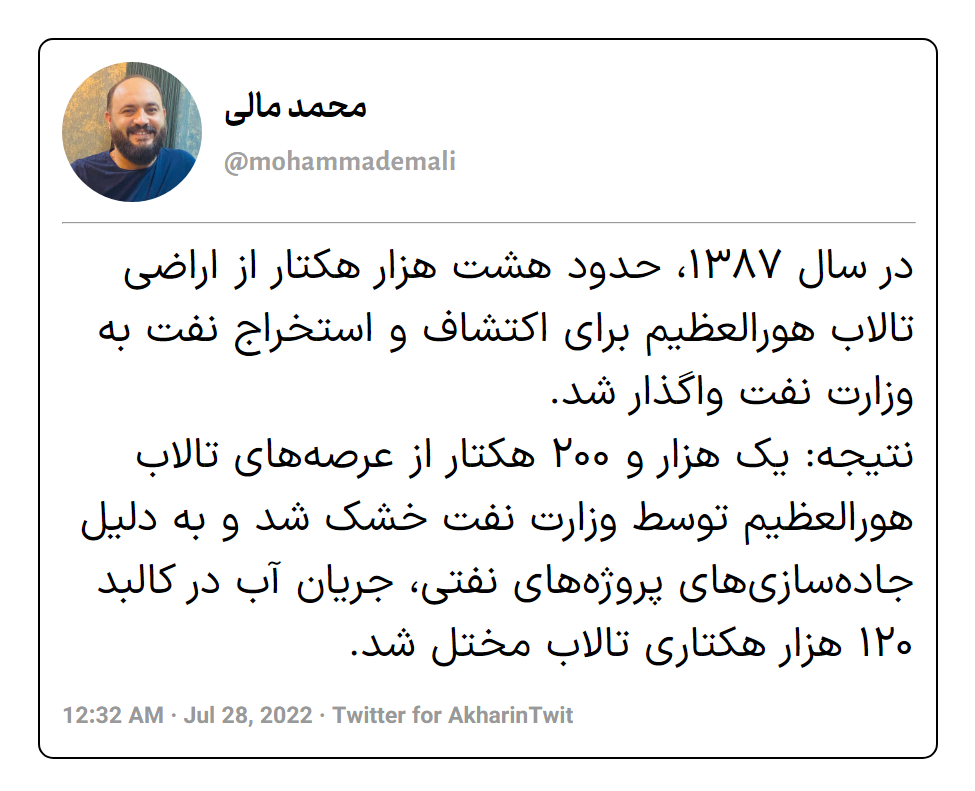 محمد مالی
@mohammademali
در سال ۱۳۸۷، حدود هشت هزار هکتار از اراضی
تالاب هورالعظیم برای اکتشاف و استخراج نفت به
وزارت نفت واگذار شد.
نتیجه: یک هزار و ۲۰۰ هکتار از عرصه‌های تالاب
هورالعظیم توسط وزارت نفت خشک شد و به دلیل
جاده‌سازی‌های پروژه‌های نفتی، جریان آب در کالبد
۱۲۰ هزار هکتاری تالاب مختل شد.
12:32 AM · Jul 28, 2022 · Twitter for AkharinTwit